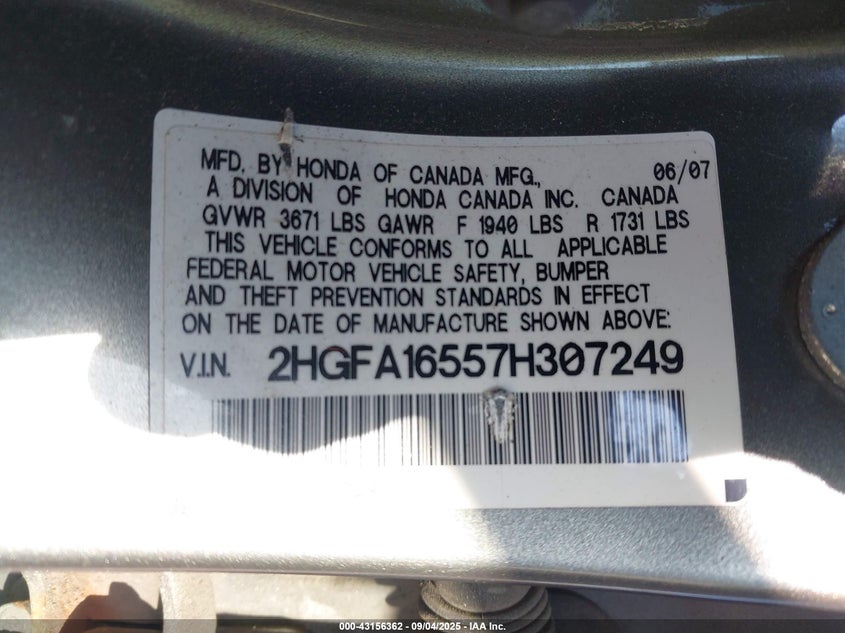 MFD. BY HONDA OF CANADA MFG., 06/07
A DIVISION OF HONDA CANADA INC. CANADA
GVWR 3671 LBS GAWR F 1940 LBS R 1731 LBS
THIS VEHICLE CONFORMS TO ALL APPLICABLE
FEDERAL MOTOR VEHICLE SAFETY, BUMPER
AND THEFT PREVENTION STANDARDS IN EFFECT
ON THE DATE OF MANUFACTURE SHOWN ABOVE:
V.I.N. 2HGFA16557H307249
000-43156362 - 09/04/2025 - IAA Inc.